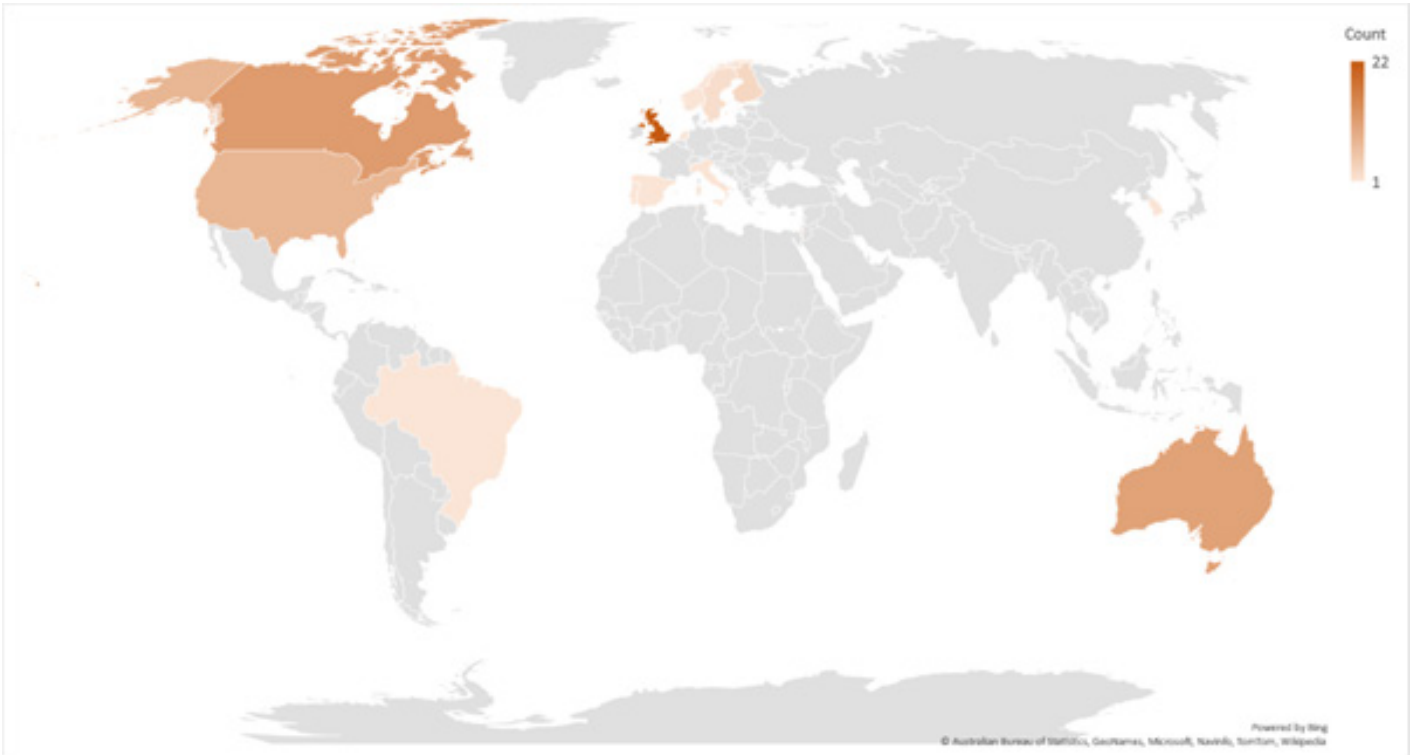 Count
22
1
Powered by Bing
© Australian Bureau of Statistics, GeoNames, Microsoft, Navinfo, TomTom, Wikipedia